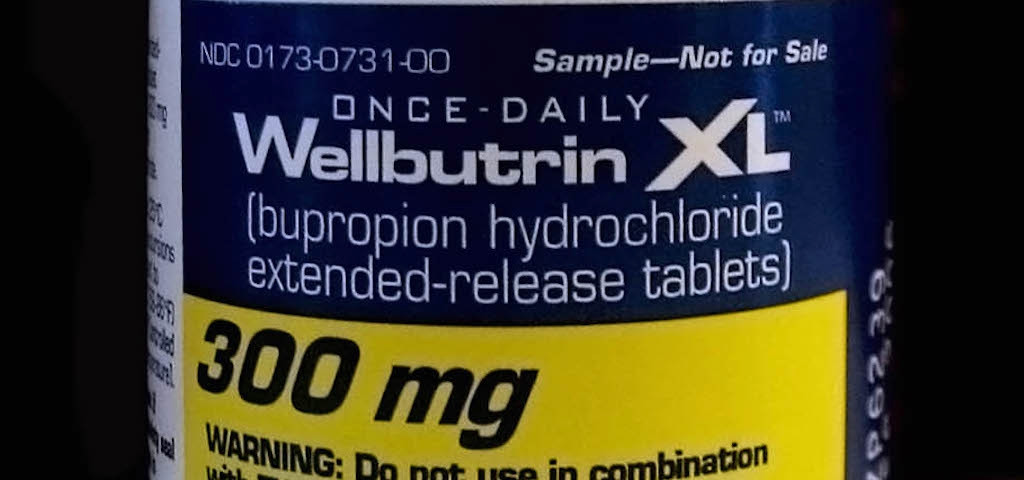 NDC 0173-0731-00
Sample—Not for Sale
ONCE-DAILY
Wellbutrin XL™
(bupropion hydrochloride
extended-release tablets)
300 mg
WARNING: Do not use in combination
with